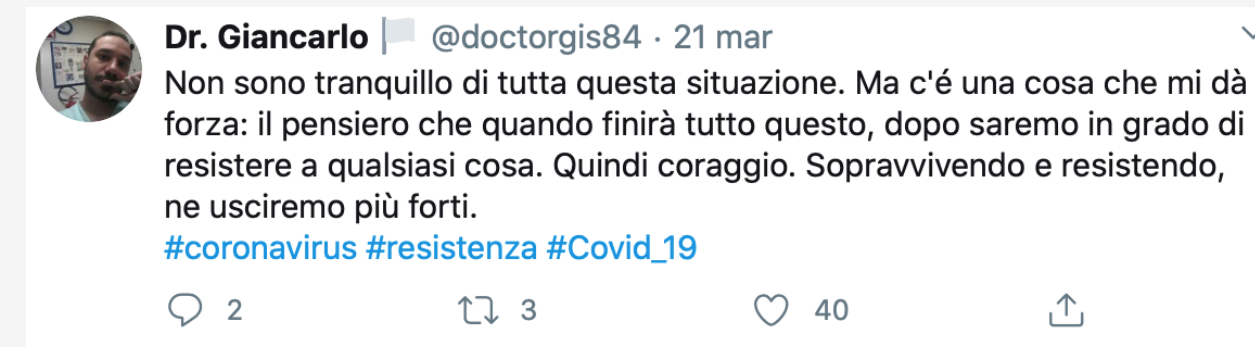 Dr. Giancarlo @doctorgis84 · 21 mar
Non sono tranquillo di tutta questa situazione. Ma c'é una cosa che mi dà
forza: il pensiero che quando finirà tutto questo, dopo saremo in grado di
resistere a qualsiasi cosa. Quindi coraggio. Sopravvivendo e resistendo,
ne usciremo più forti.
#coronavirus #resistenza #Covid_19
2 3 40